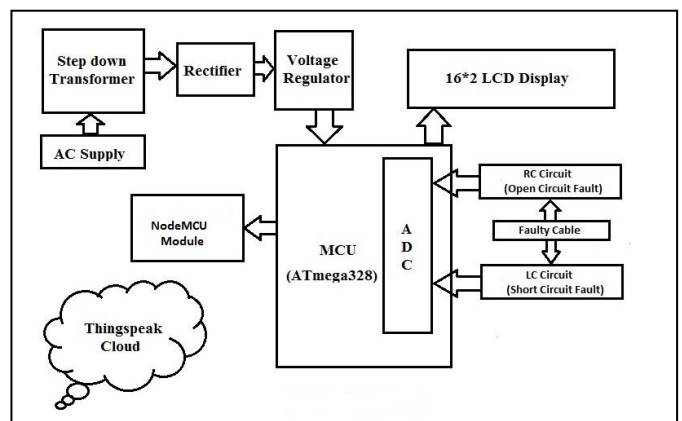 Step down
Transformer
Rectifier
Voltage
Regulator
16*2 LCD Display
AC Supply
RC Circuit
(Open Circuit Fault)
NodeMCU
Module
MCU
(ATmega328)
A
D
C
Faulty Cable
LC Circuit
(Short Circuit Fault)
Thingspeak
Cloud